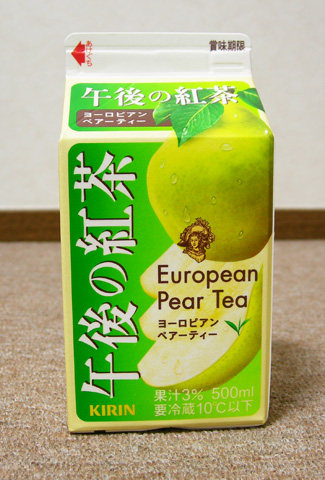 あけぐち
賞味期限
午後の紅茶
ヨーロピアン
ペアーティー
午後の紅茶
European
Pear Tea
ヨーロピアン
ペアーティー
果汁3% 500ml
要冷蔵10℃以下
KIRIN